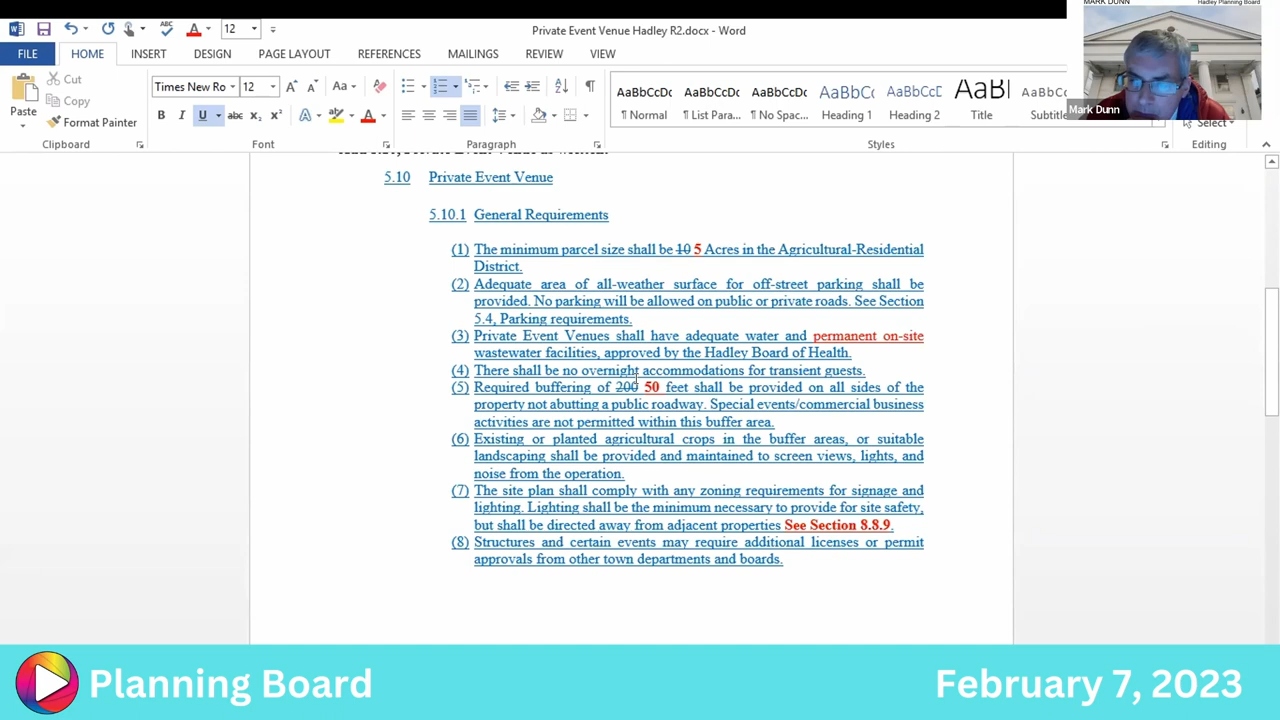 MARK DUNN
Hadley Planning Board
12
Private Event Venue Hadley R2.docx - Word
FILE
HOME
INSERT
DESIGN
PAGE LAYOUT
REFERENCES
MAILINGS
REVIEW
VIEW
Cut
Copy
Format Painter
Paste
Clipboard
Times New Ro
12
Font
Paragraph
AaBbCcDc
AaBbCcDc
AaBbCcDc
AaBbC
AaBbCcD
AaBl
AaBbCcD
¶ Normal
¶ List Para...
¶ No Spac...
Heading 1
Heading 2
Title
Subtitle
Styles
Mark Dunn
Select
Editing
5.10 Private Event Venue
5.10.1 General Requirements
(1) The minimum parcel size shall be 10 5 Acres in the Agricultural-Residential
District.
(2) Adequate area of all-weather surface for off-street parking shall be
provided. No parking will be allowed on public or private roads. See Section
5.4, Parking requirements.
(3) Private Event Venues shall have adequate water and permanent on-site
wastewater facilities, approved by the Hadley Board of Health.
(4) There shall be no overnight accommodations for transient guests.
(5) Required buffering of 200 50 feet shall be provided on all sides of the
property not abutting a public roadway. Special events/commercial business
activities are not permitted within this buffer area.
(6) Existing or planted agricultural crops in the buffer areas, or suitable
landscaping shall be provided and maintained to screen views, lights, and
noise from the operation.
(7) The site plan shall comply with any zoning requirements for signage and
lighting. Lighting shall be the minimum necessary to provide for site safety,
but shall be directed away from adjacent properties See Section 8.8.9.
(8) Structures and certain events may require additional licenses or permit
approvals from other town departments and boards.
Planning Board
February 7, 2023